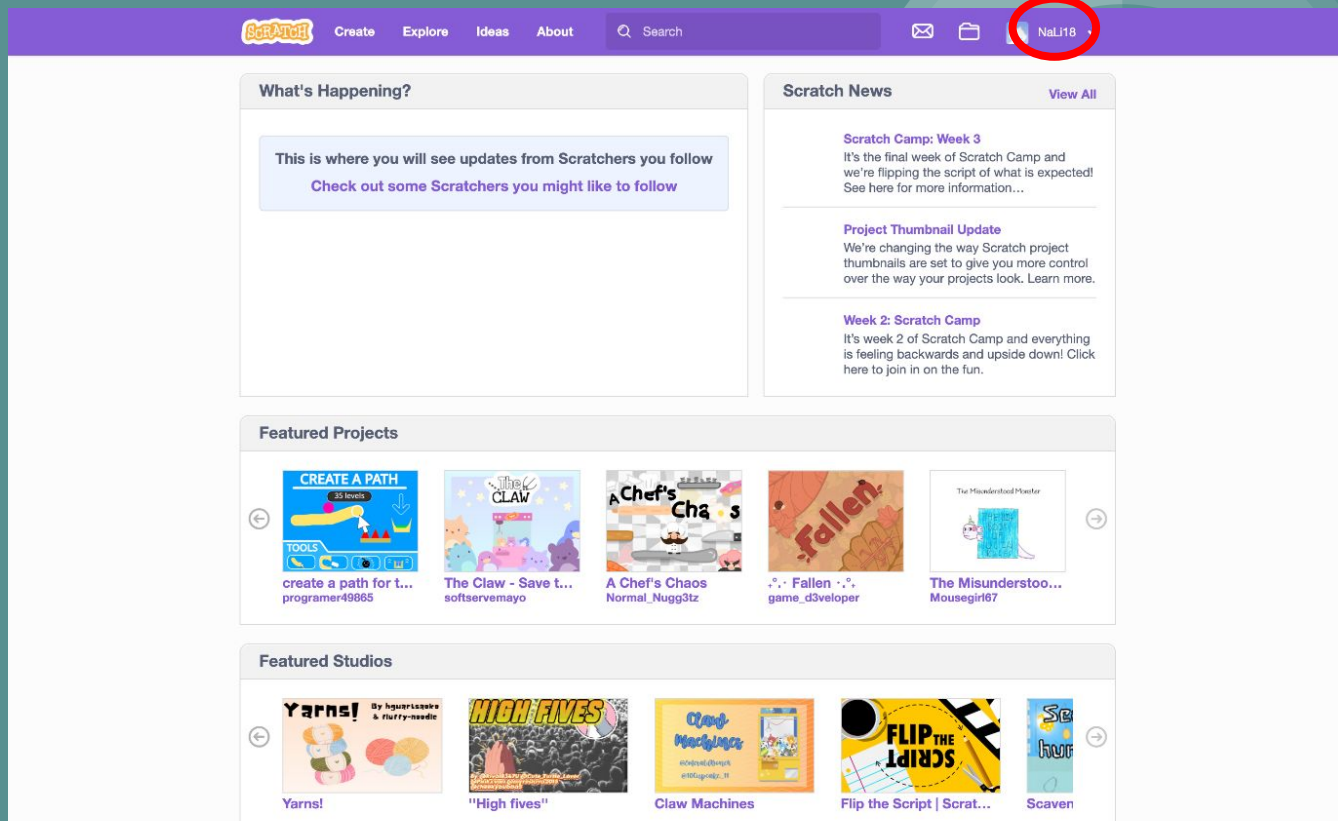 SCRATCH Create Explore Ideas About Search NaLi18
What's Happening?
This is where you will see updates from Scratchers you follow
Check out some Scratchers you might like to follow
Scratch News View All
Scratch Camp: Week 3
It's the final week of Scratch Camp and
we're flipping the script of what is expected!
See here for more information...
Project Thumbnail Update
We're changing the way Scratch project
thumbnails are set to give you more control
over the way your projects look. Learn more.
Week 2: Scratch Camp
It's week 2 of Scratch Camp and everything
is feeling backwards and upside down! Click
here to join in on the fun.
Featured Projects
CREATE A PATH
35 levels
TOOLS
The
CLAW
A Chef's
Cha s
Fallen
The Misunderstood Monster
create a path for t...
programer49865
The Claw - Save t...
softservemayo
A Chef's Chaos
Normal_Nugg3tz
˖°.· Fallen ·.°˖
game_d3veloper
The Misunderstoo...
Mousegirl67
Featured Studios
Yarns!
& fluffy-noodle
HIGH FIVES
Claw
Machines
FLIP THE
SCRIPT
Yarns!
"High fives"
Claw Machines
Flip the Script | Scrat...
Scaven